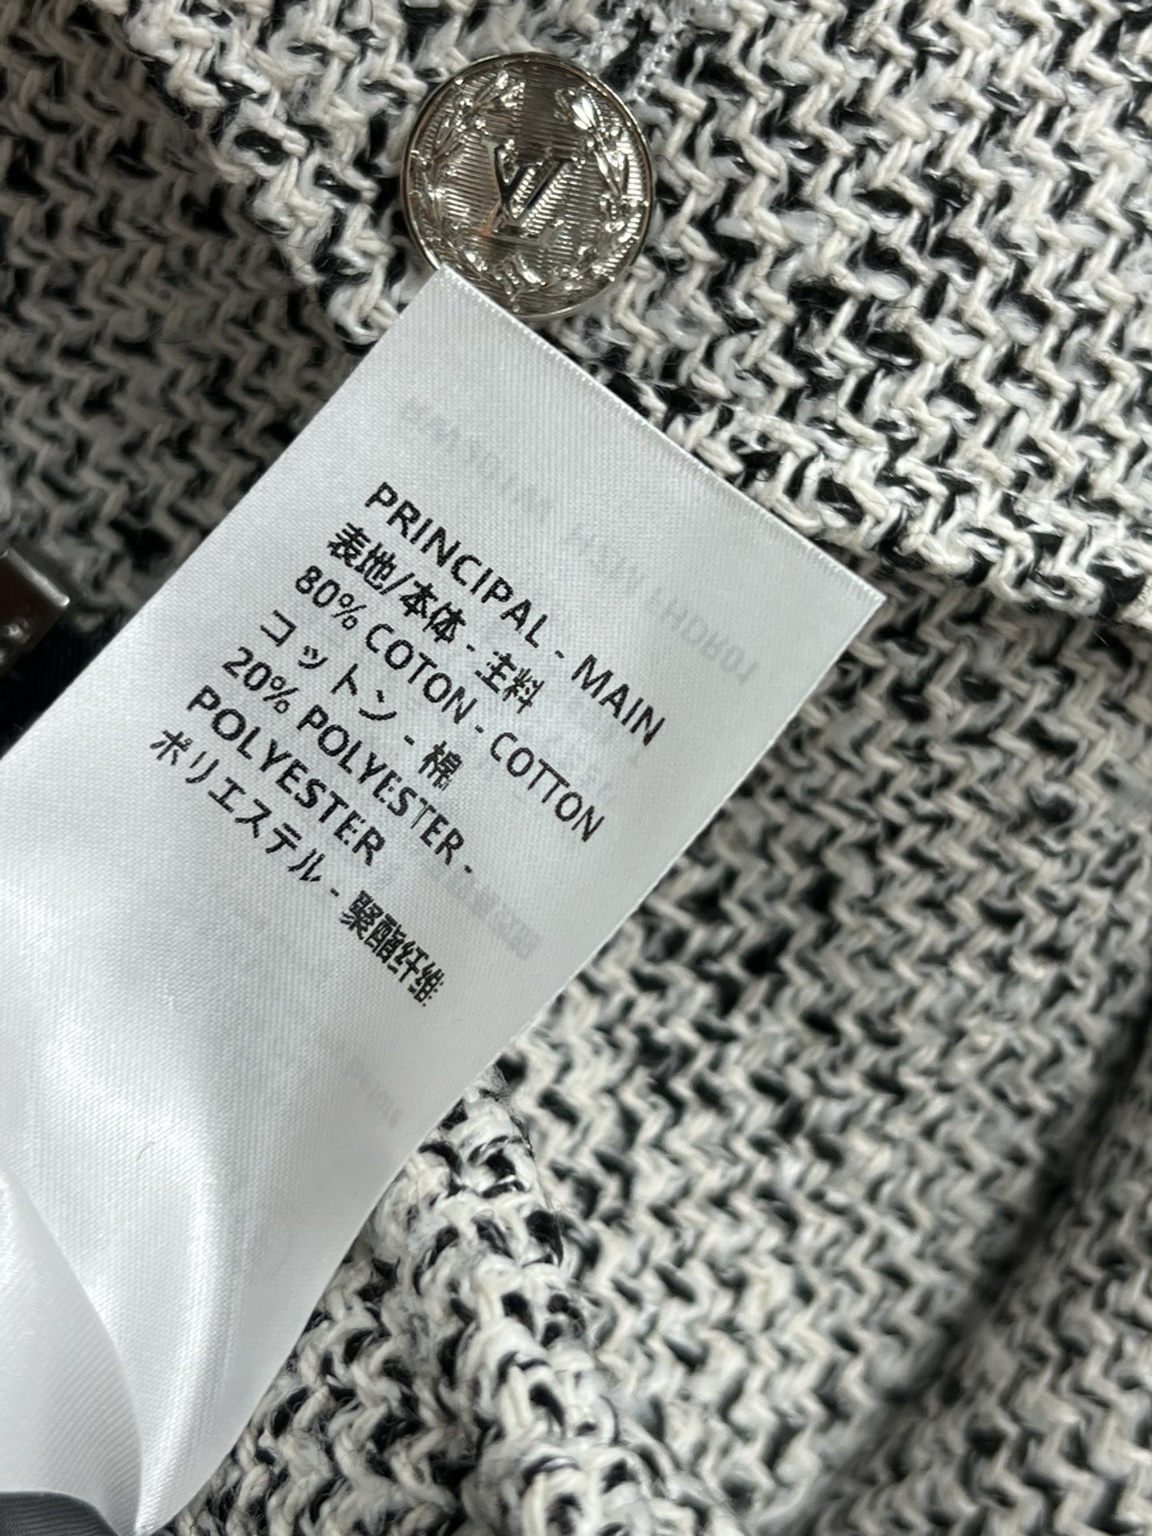 LV
PRINCIPAL - MAIN
表地/本体 - 主料
80% COTON - COTTON
コットン - 棉
20% POLYESTER -
POLYESTER
ポリエステル - 聚酯纤维